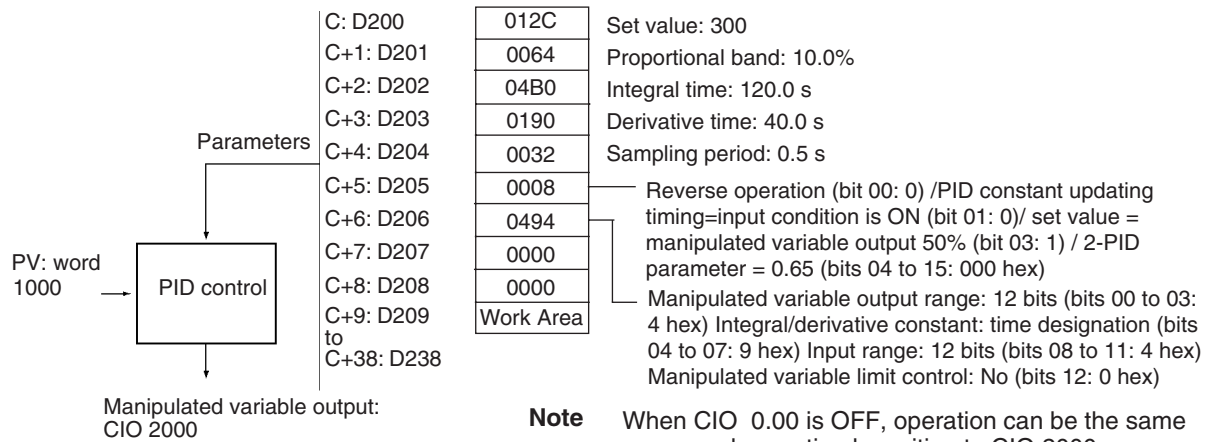 C: D200 012C Set value: 300
C+1: D201 0064 Proportional band: 10.0%
C+2: D202 04B0 Integral time: 120.0 s
C+3: D203 0190 Derivative time: 40.0 s
Parameters
C+4: D204 0032 Sampling period: 0.5 s
C+5: D205 0008
C+6: D206 0494
C+7: D207 0000
C+8: D208 0000
C+9: D209 Work Area
to
C+38: D238
Reverse operation (bit 00: 0) /PID constant updating
timing=input condition is ON (bit 01: 0)/ set value =
manipulated variable output 50% (bit 03: 1) / 2-PID
parameter = 0.65 (bits 04 to 15: 000 hex)
Manipulated variable output range: 12 bits (bits 00 to 03:
4 hex) Integral/derivative constant: time designation (bits
04 to 07: 9 hex) Input range: 12 bits (bits 08 to 11: 4 hex)
Manipulated variable limit control: No (bits 12: 0 hex)
PV: word
1000
PID control
Manipulated variable output:
CIO 2000
Note When CIO 0.00 is OFF, operation can be the same